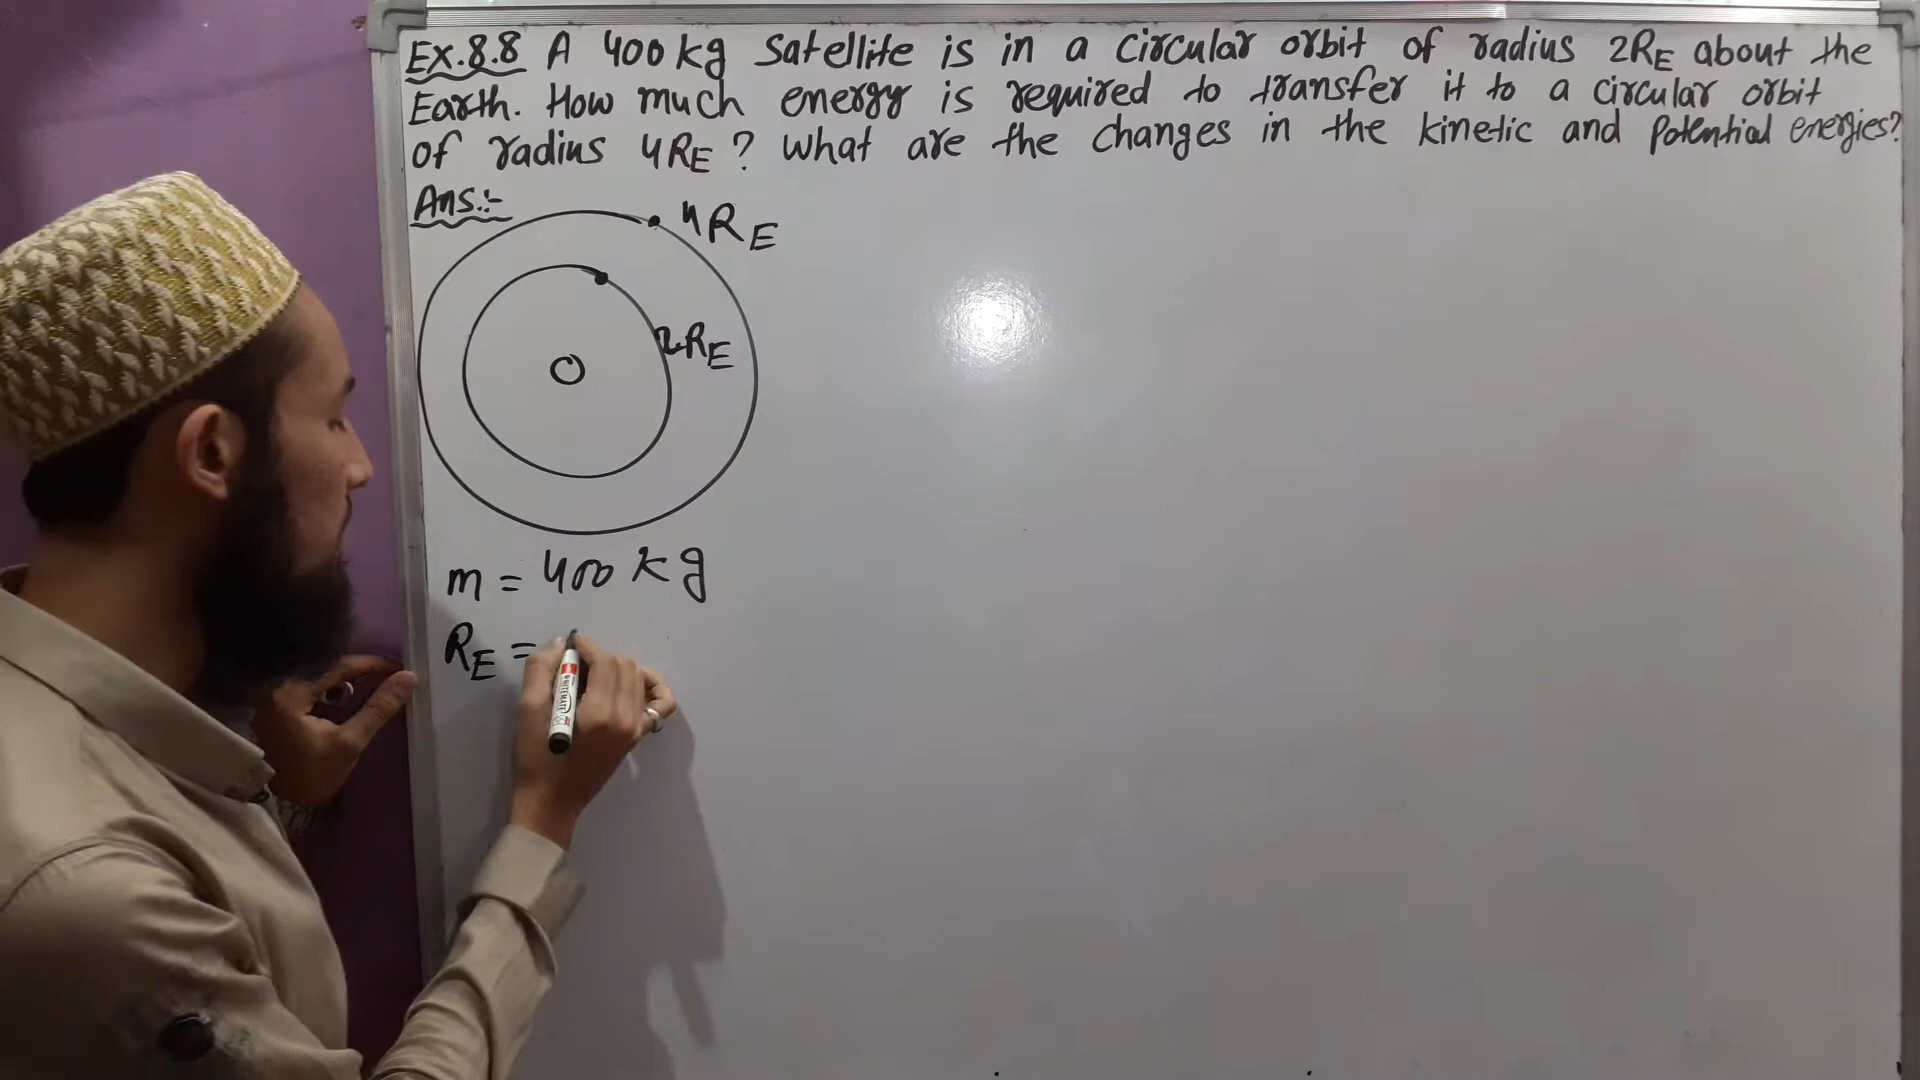 Ex.8.8 A 400 kg Satellite is in a circular orbit of radius 2RE about the
Earth. How much energy is required to transfer it to a circular orbit
of radius 4RE ? What are the changes in the kinetic and Potential energies?
Ans.:-
4RE
2RE
m = 400 kg
RE =
WHITEMATE